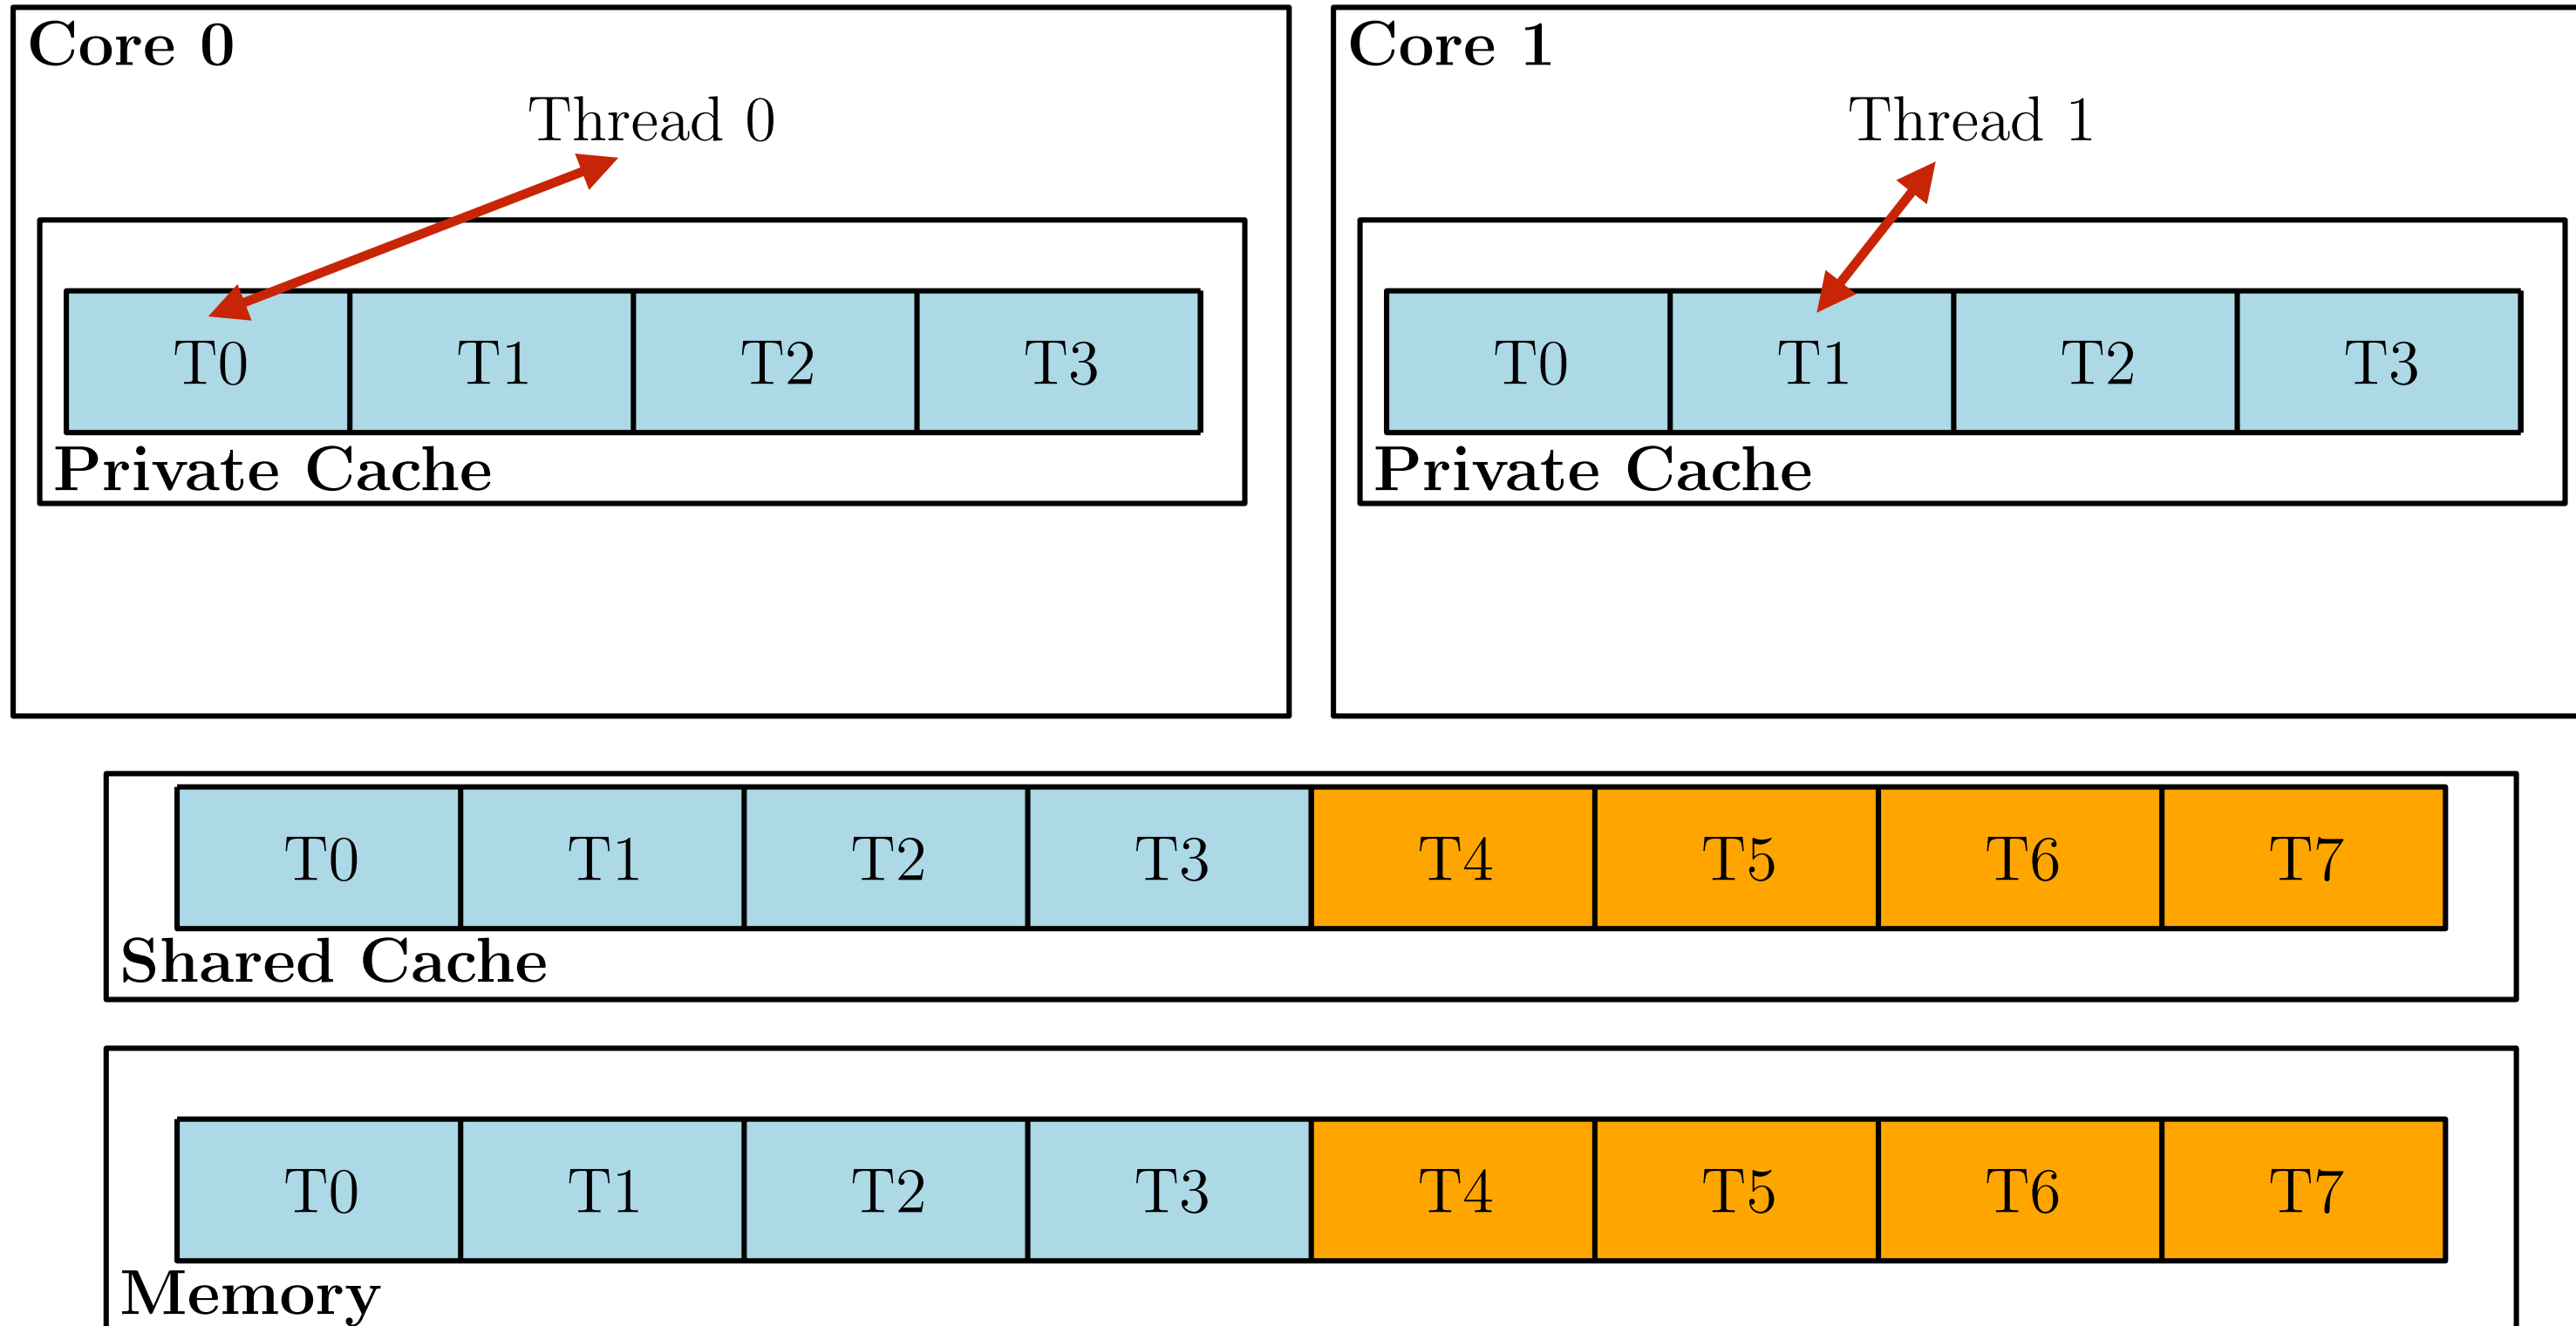 Core 0
Thread 0
T0 T1 T2 T3
Private Cache
Core 1
Thread 1
T0 T1 T2 T3
Private Cache
T0 T1 T2 T3 T4 T5 T6 T7
Shared Cache
T0 T1 T2 T3 T4 T5 T6 T7
Memory